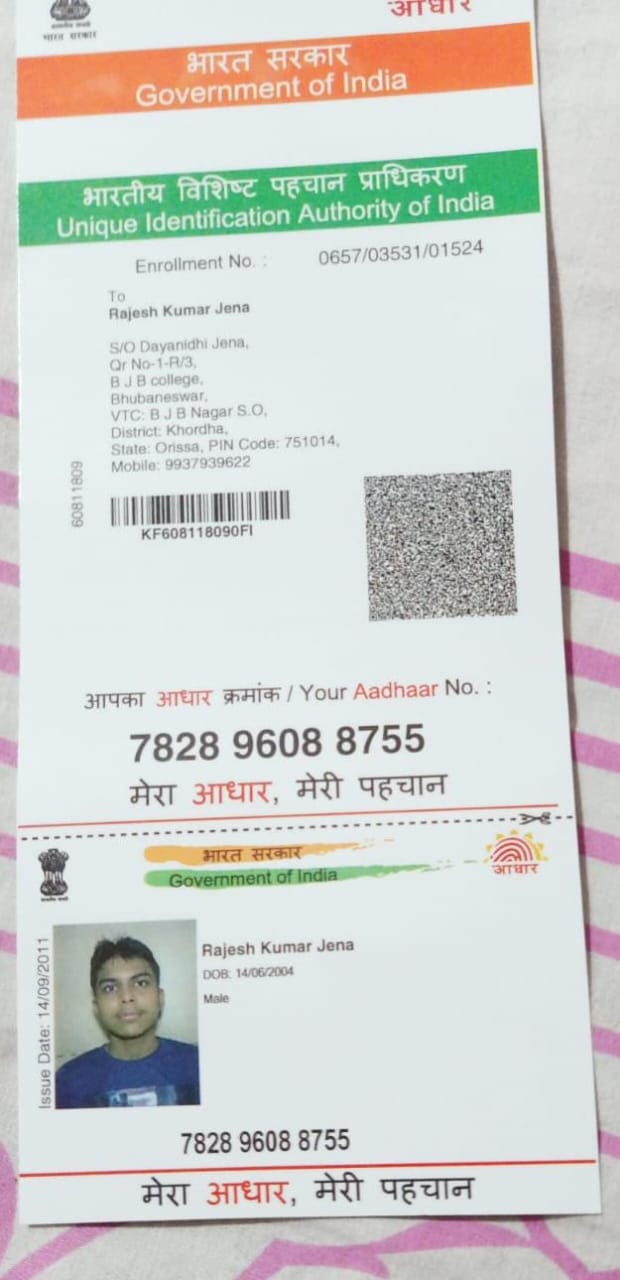 भारत सरकार
आधार
भारत सरकार
Government of India
भारतीय विशिष्ट पहचान प्राधिकरण
Unique Identification Authority of India
Enrollment No. : 0657/03531/01524
To
Rajesh Kumar Jena
S/O Dayanidhi Jena,
Qr No-1-R/3,
B J B college,
Bhubaneswar,
VTC: B J B Nagar S.O,
District: Khordha,
State: Orissa, PIN Code: 751014,
Mobile: 9937939622
60811809
KF608118090FI
आपका आधार क्रमांक / Your Aadhaar No. :
7828 9608 8755
मेरा आधार, मेरी पहचान
भारत सरकार
Government of India
आधार
Issue Date: 14/09/2011
Rajesh Kumar Jena
DOB: 14/06/2004
Male
7828 9608 8755
मेरा आधार, मेरी पहचान